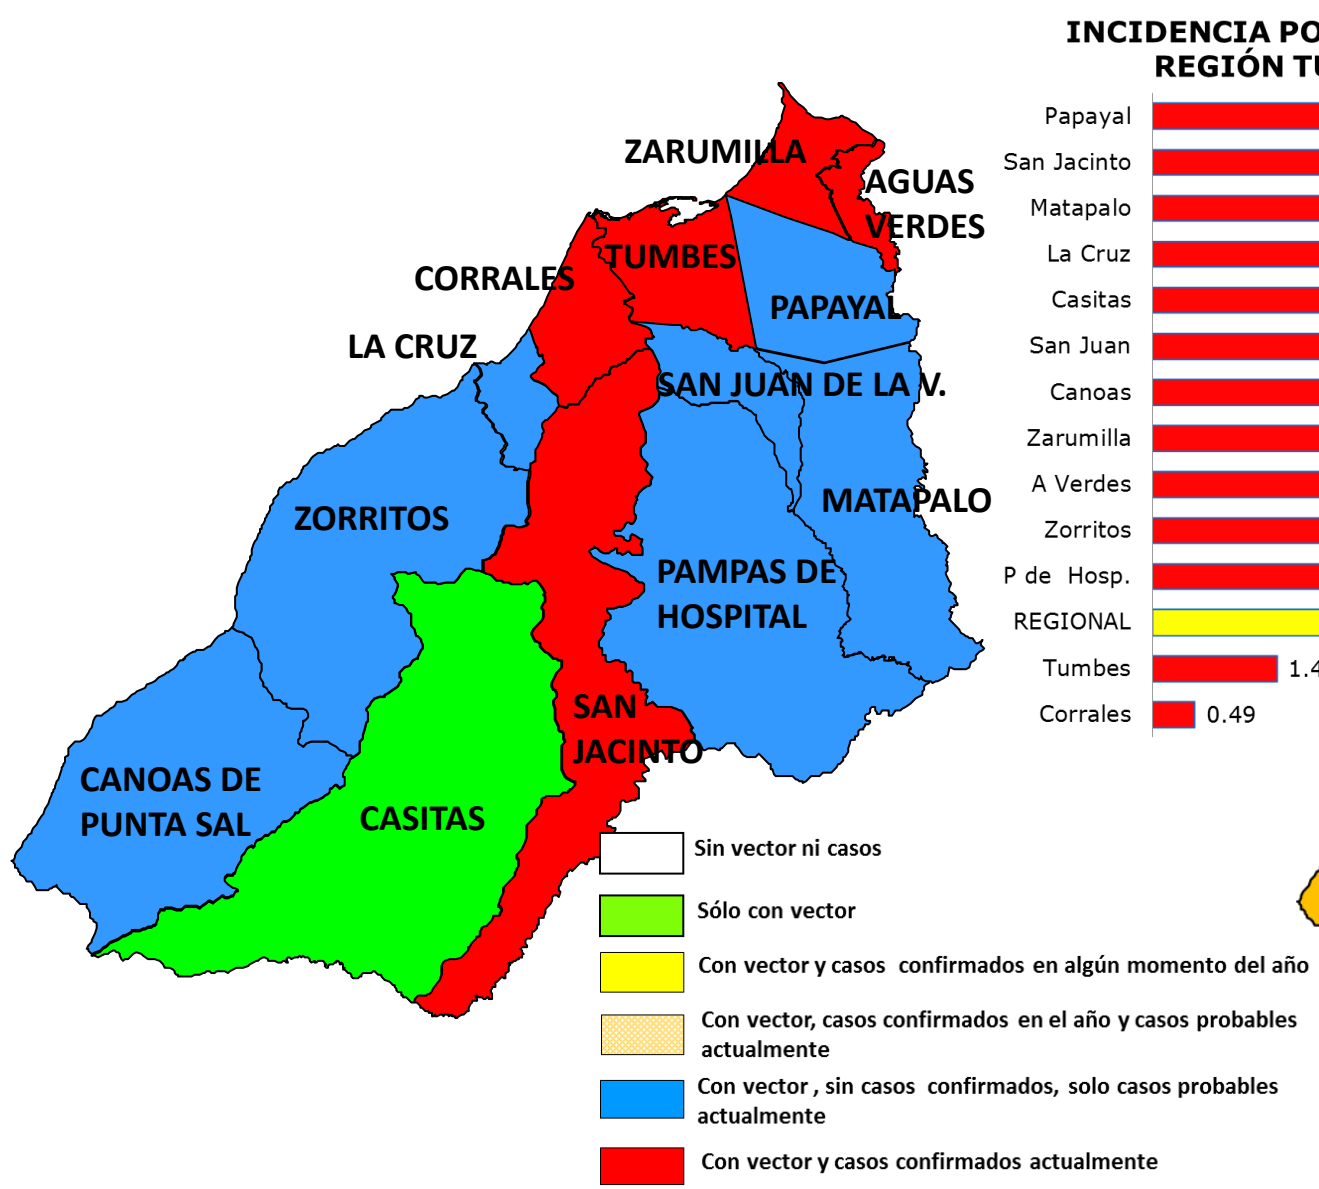 INCIDENCIA PO
REGIÓN TU
ZARUMILLA
AGUAS
VERDES
TUMBES
CORRALES
PAPAYAL
LA CRUZ
SAN JUAN DE LA V.
MATAPALO
ZORRITOS
PAMPAS DE
HOSPITAL
SAN
JACINTO
CANOAS DE
PUNTA SAL
CASITAS
Papayal
San Jacinto
Matapalo
La Cruz
Casitas
San Juan
Canoas
Zarumilla
A Verdes
Zorritos
P de Hosp.
REGIONAL
Tumbes 1.4
Corrales 0.49
Sin vector ni casos
Sólo con vector
Con vector y casos confirmados en algún momento del año
Con vector, casos confirmados en el año y casos probables
actualmente
Con vector , sin casos confirmados, solo casos probables
actualmente
Con vector y casos confirmados actualmente